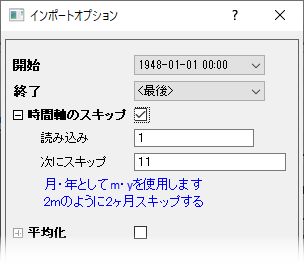 インポートオプション ? ×
開始 1948-01-01 00:00
終了 <最後>
時間軸のスキップ
読み込み 1
次にスキップ 11
月・年としてm・yを使用します
2mのように2ヶ月スキップする
平均化